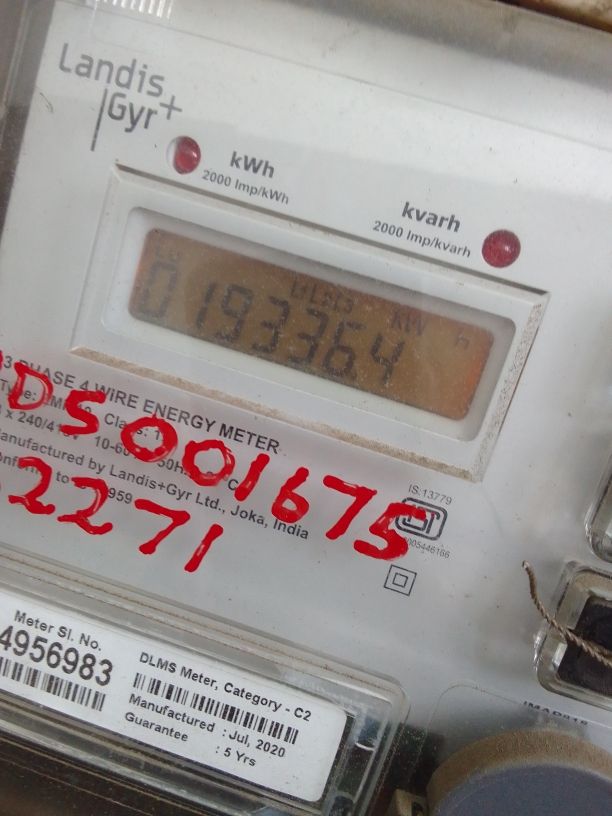 Landis
Gyr+
kWh
2000 Imp/kWh
kvarh
2000 Imp/kvarh
0193364
3 PHASE 4 WIRE ENERGY METER
D5001675
2271
Manufactured by Landis+Gyr Ltd., Joka, India
IS:13779
Meter Sl. No.
4956983
DLMS Meter, Category - C2
Manufactured : Jul, 2020
Guarantee : 5 Yrs